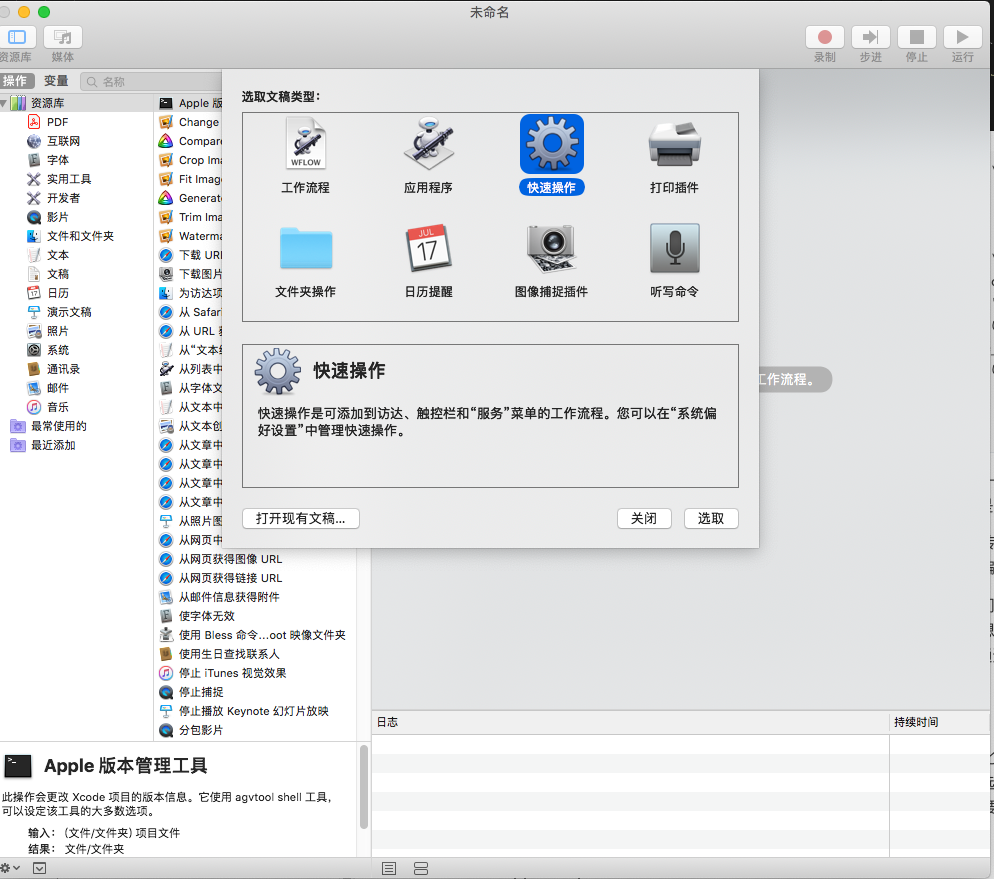 未命名
资源库
媒体
录制
步进
停止
运行
操作
变量
名称
资源库
PDF
互联网
字体
实用工具
开发者
影片
文件和文件夹
文本
文稿
日历
演示文稿
照片
系统
通讯录
邮件
音乐
最常使用的
最近添加
Apple 版
Change
Compare
Crop Ima
Fit Image
Generate
Trim Ima
Waterma
下载 URL
下载图片
为访达项
从 Safari
从 URL
从“文本编
从列表中
从字体文
从文本中
从文本创
从文章中
从文章中
从文章中
从文章中
从照片图
从网页中
从网页获得图像 URL
从网页获得链接 URL
从邮件信息获得附件
使字体无效
使用 Bless 命令...oot 映像文件夹
使用生日查找联系人
停止 iTunes 视觉效果
停止捕捉
停止播放 Keynote 幻灯片放映
分包影片
选取文稿类型：
WFLOW
工作流程
应用程序
快速操作
打印插件
文件夹操作
JUL
17
日历提醒
图像捕捉插件
听写命令
快速操作
快速操作是可添加到访达、触控栏和“服务”菜单的工作流程。您可以在“系统偏
好设置”中管理快速操作。
打开现有文稿...
关闭
选取
工作流程。
日志
持续时间
Apple 版本管理工具
此操作会更改 Xcode 项目的版本信息。它使用 agvtool shell 工具，
可以设定该工具的大多数选项。
输入： (文件/文件夹) 项目文件
结果： 文件/文件夹